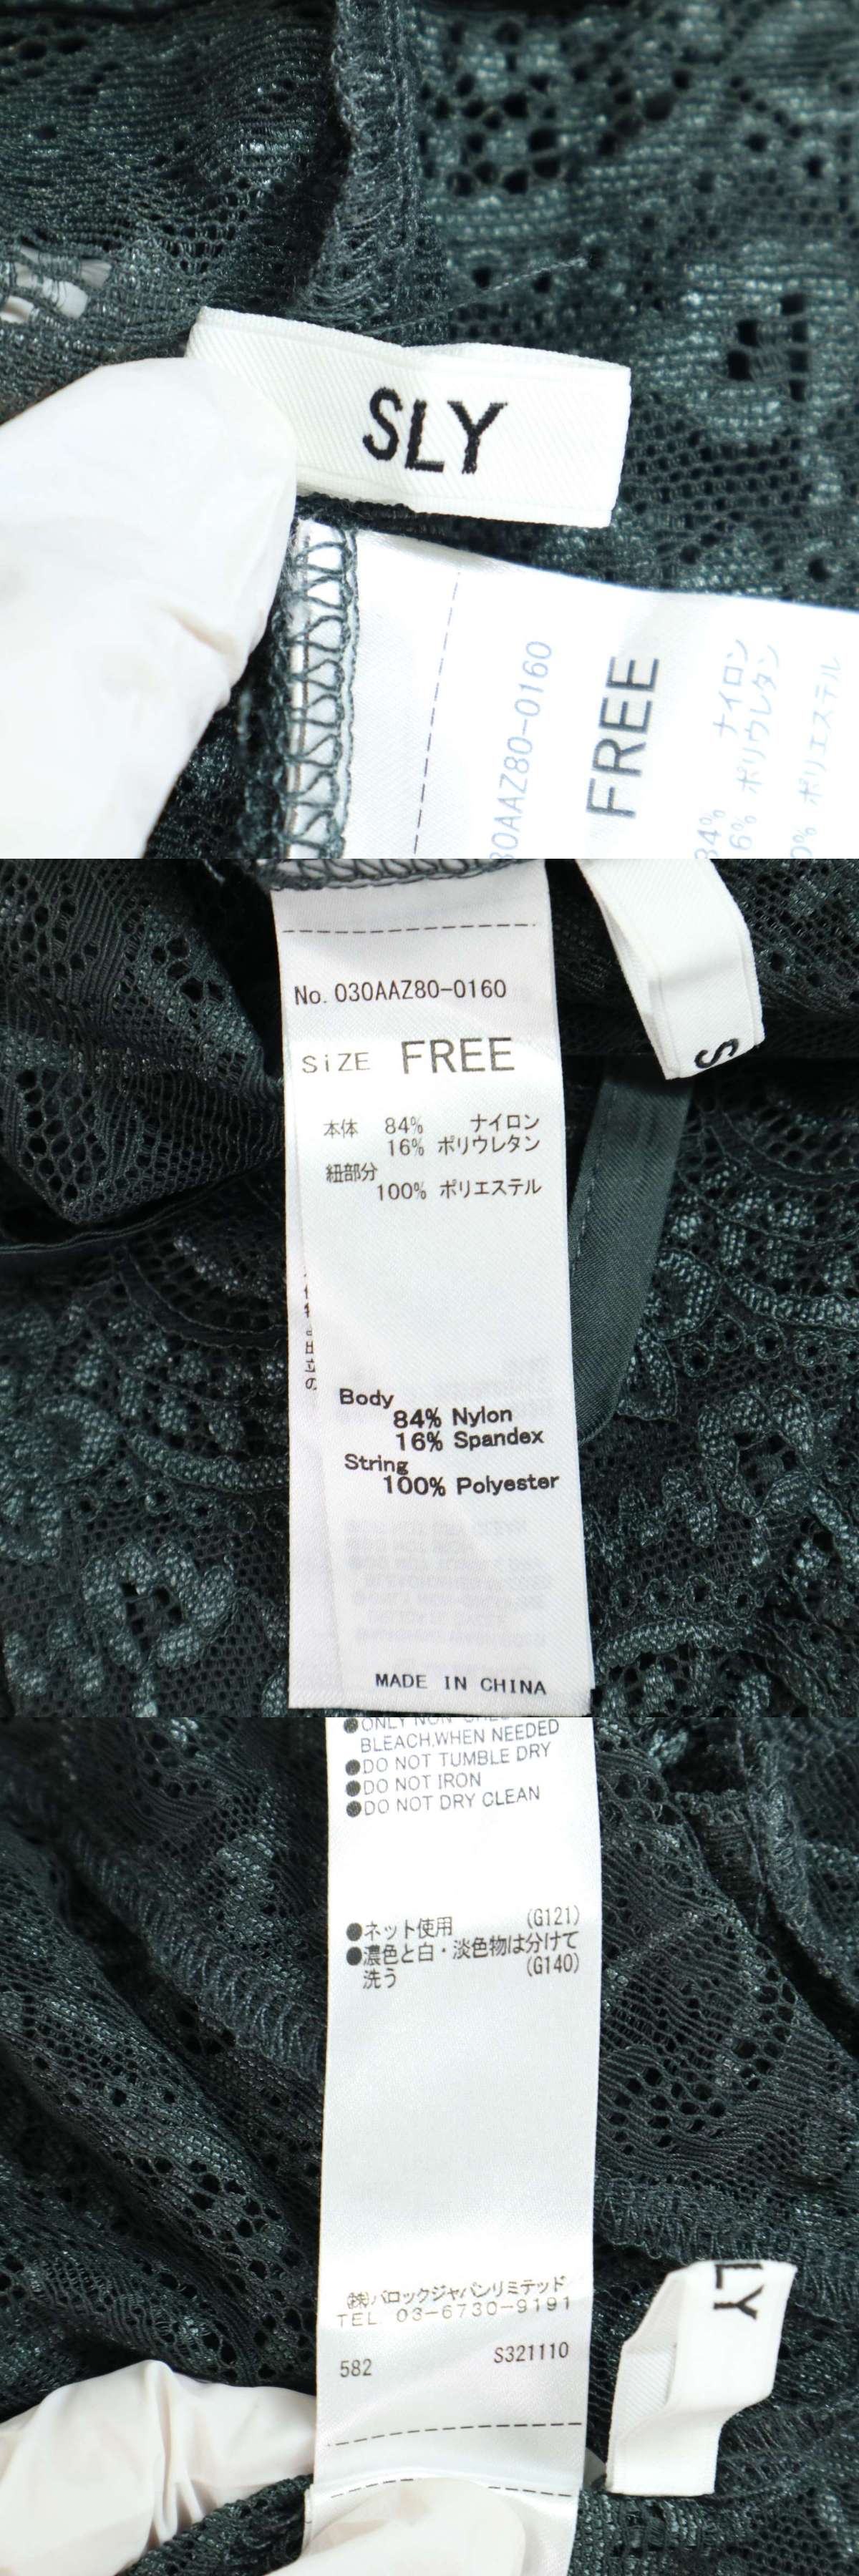 SLY
30AAZ80-0160
FREE
84% ナイロン
6% ポリウレタン
0% ポリエステル
No. 030AAZ80-0160
SiZE FREE
本体 84% ナイロン
16% ポリウレタン
紐部分
100% ポリエステル
Body
84% Nylon
16% Spandex
String
100% Polyester
MADE IN CHINA
S
●ONLY NON
BLEACH.WHEN NEEDED
●DO NOT TUMBLE DRY
●DO NOT IRON
●DO NOT DRY CLEAN
●ネット使用 (G121)
●濃色と白・淡色物は分けて
洗う (G140)
(株)バロックジャパンリミテッド
TEL 03-6730-9191
582 S321110
LY